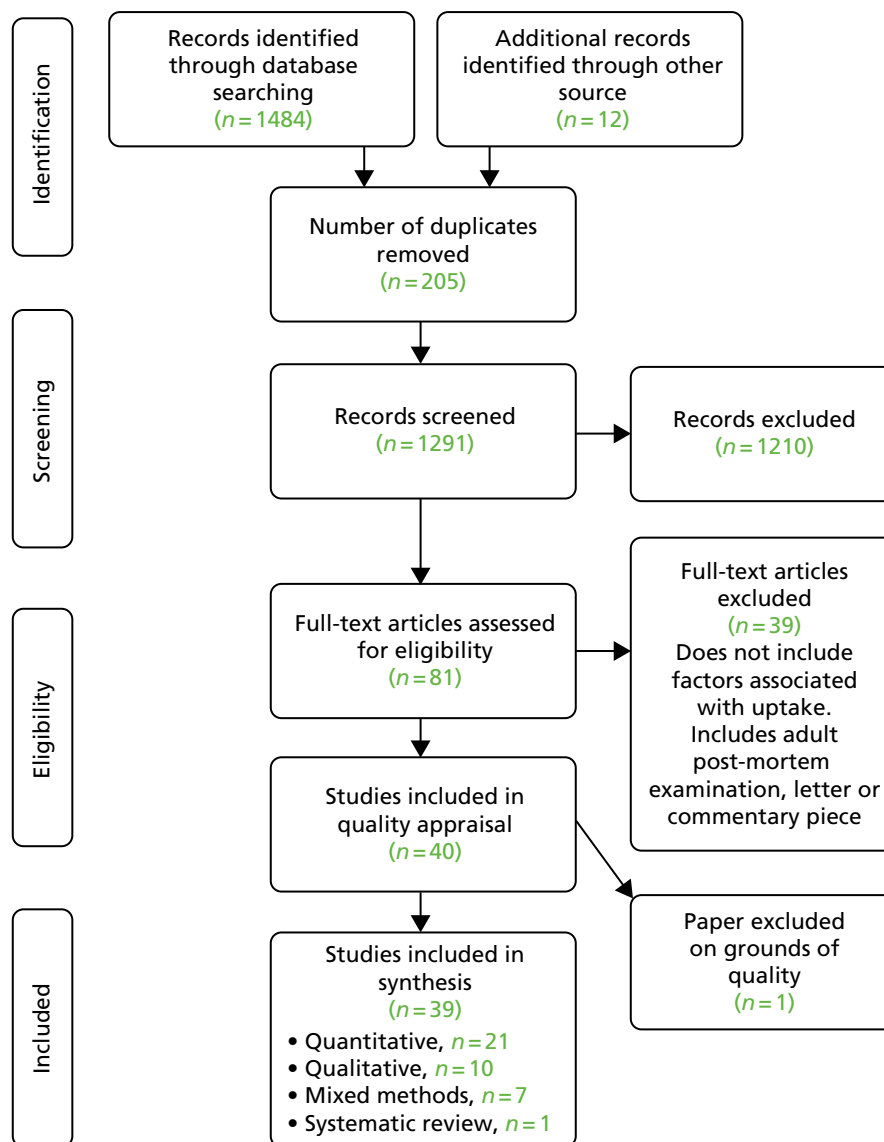 Identification
Records identified
through database
searching
(n = 1484)
Additional records
identified through other
source
(n = 12)
Number of duplicates
removed
(n = 205)
Screening
Records screened
(n = 1291)
Records excluded
(n = 1210)
Eligibility
Full-text articles assessed
for eligibility
(n = 81)
Full-text articles
excluded
(n = 39)
Does not include
factors associated
with uptake.
Includes adult
post-mortem
examination, letter or
commentary piece
Studies included in
quality appraisal
(n = 40)
Paper excluded
on grounds of
quality
(n = 1)
Included
Studies included in
synthesis
(n = 39)
• Quantitative, n = 21
• Qualitative, n = 10
• Mixed methods, n = 7
• Systematic review, n = 1